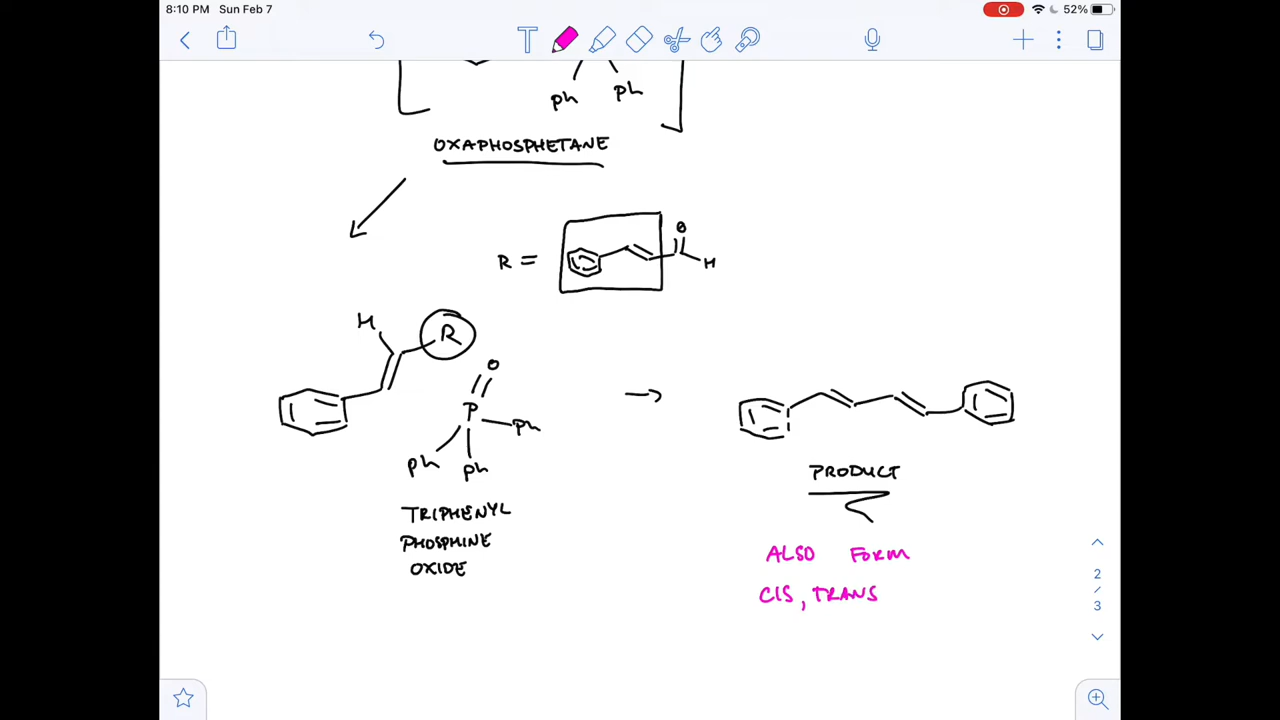 8:10 PM Sun Feb 7
52%
T
Ph
Ph
OXAPHOSPHETANE
R =
O
H
H
R
O
P
Ph
Ph
Ph
TRIPHENYL
PHOSPHINE
OXIDE
→
PRODUCT
ALSO FORM
CIS, TRANS
2
/
3